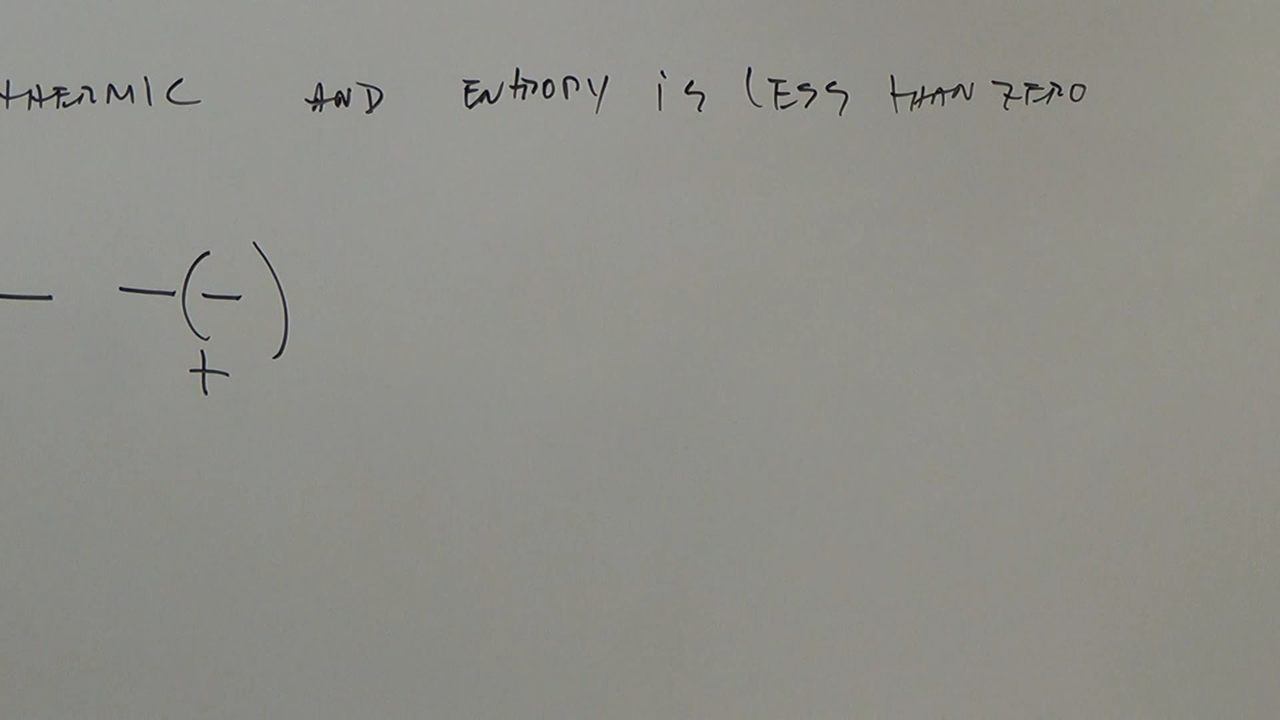 THERMIC AND ENTROPY is LESS THAN ZERO
— —(—)
+